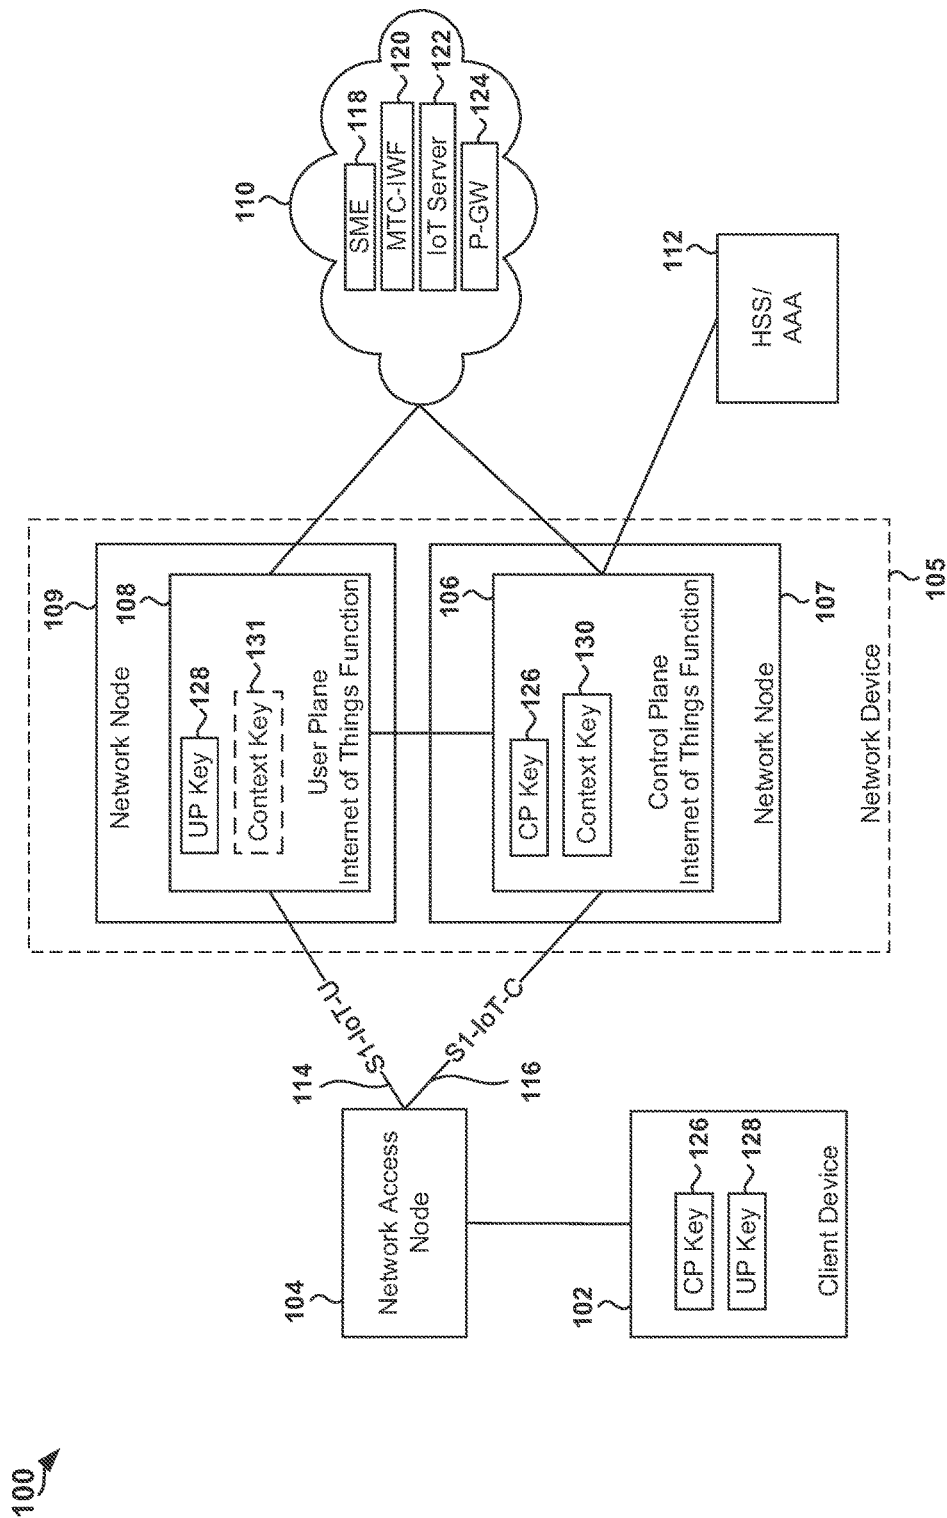 100
110
SME
118
MTC-IWF
120
IoT Server
122
P-GW
124
112
HSS/
AAA
109
Network Node
108
UP Key
128
Context Key
131
User Plane
Internet of Things Function
106
CP Key
126
Context Key
130
Control Plane
Internet of Things Function
Network Node
107
Network Device
105
S1-IoT-U
114
S1-IoT-C
116
104
Network Access
Node
102
CP Key
126
UP Key
128
Client Device